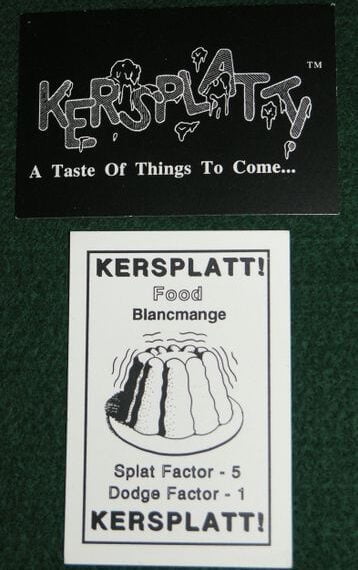 KERSPLATT!
™
A Taste Of Things To Come...
KERSPLATT!
Food
Blancmange
Splat Factor - 5
Dodge Factor - 1
KERSPLATT!